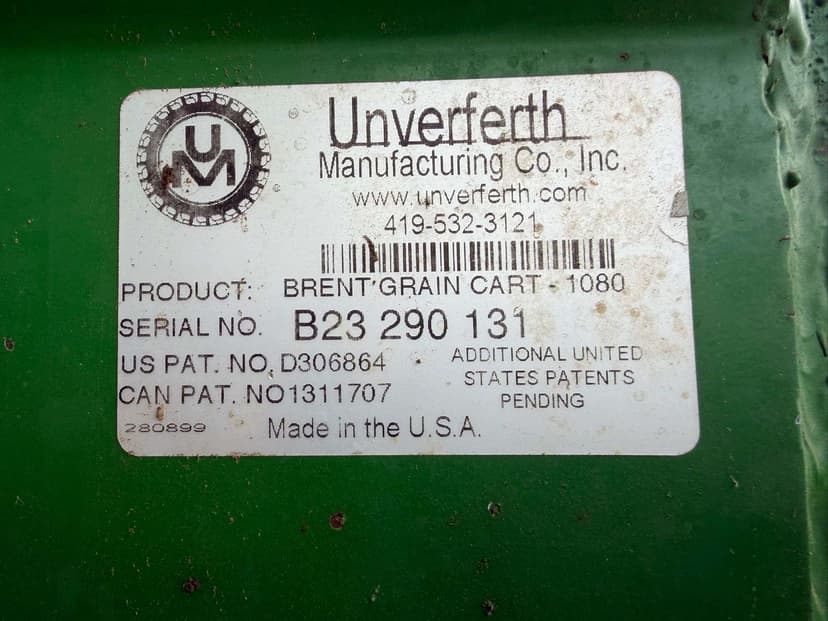 UM
Unverferth
Manufacturing Co., Inc.
www.unverferth.com
419-532-3121
PRODUCT: BRENT GRAIN CART - 1080
SERIAL NO. B23 290 131
US PAT. NO. D306864
CAN PAT. NO1311707
ADDITIONAL UNITED
STATES PATENTS
PENDING
280899
Made in the U.S.A.